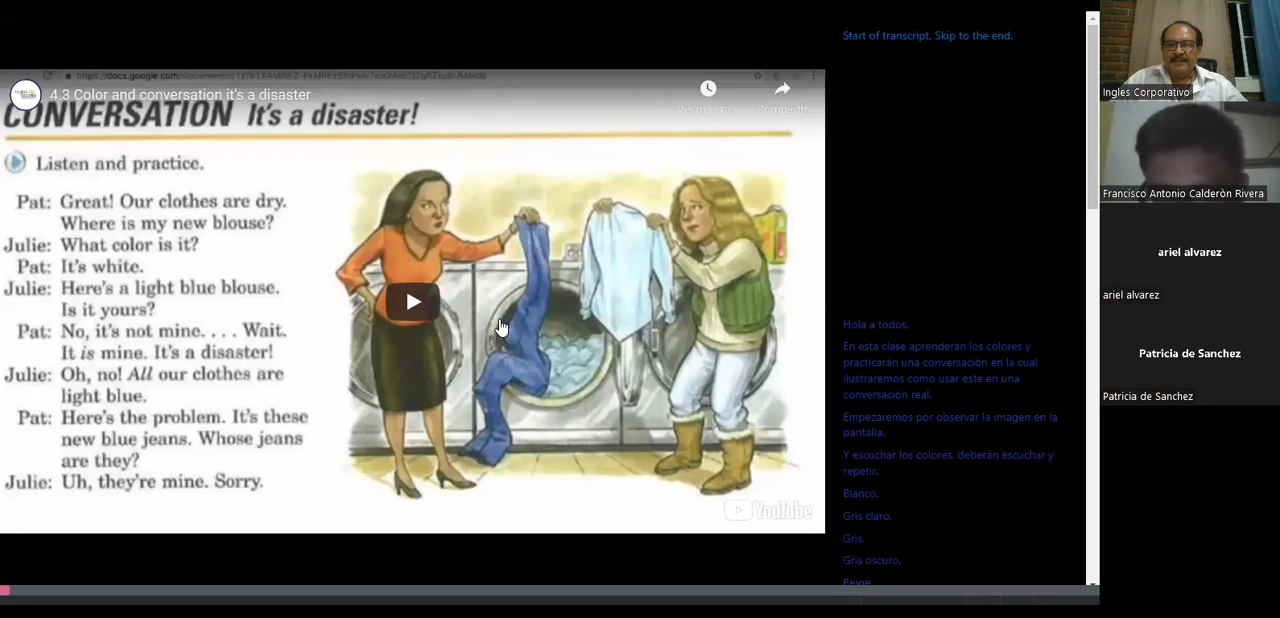 4.3 Color and conversation it's a disaster
Compartir
CONVERSATION It's a disaster!
Listen and practice.
Pat: Great! Our clothes are dry.
Where is my new blouse?
Julie: What color is it?
Pat: It's white.
Julie: Here's a light blue blouse.
Is it yours?
Pat: No, it's not mine. . . . Wait.
It is mine. It's a disaster!
Julie: Oh, no! All our clothes are
light blue.
Pat: Here's the problem. It's these
new blue jeans. Whose jeans
are they?
Julie: Uh, they're mine. Sorry.
YouTube
Start of transcript. Skip to the end.
Hola a todos.
En esta clase aprenderán los colores y
practicarán una conversación en la cual
ilustraremos como usar este en una
conversación real.
Empezaremos por observar la imagen en la
pantalla.
Y escuchar los colores, deberán escuchar y
repetir.
Blanco.
Gris claro.
Gris.
Gris oscuro.
Beige
Ingles Corporativo
Francisco Antonio Calderòn Rivera
ariel alvarez
ariel alvarez
Patricia de Sanchez
Patricia de Sanchez